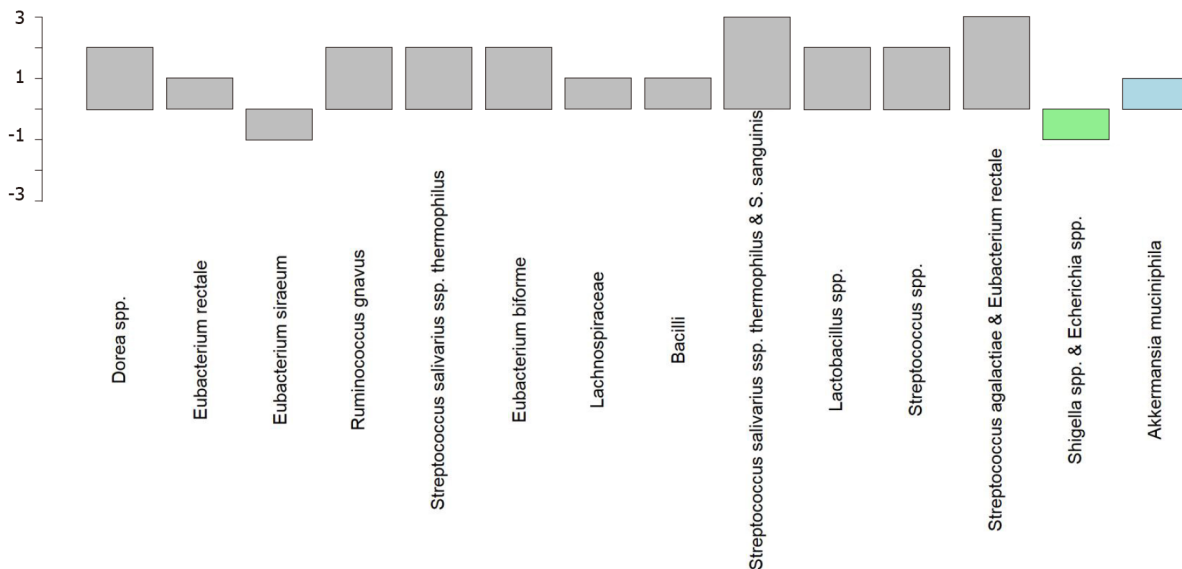 3
1
-1
-3
Dorea spp.
Eubacterium rectale
Eubacterium siraeum
Ruminococcus gnavus
Streptococcus salivarius ssp. thermophilus
Eubacterium biforme
Lachnospiraceae
Bacilli
Streptococcus salivarius ssp. thermophilus & S. sanguinis
Lactobacillus spp.
Streptococcus spp.
Streptococcus agalactiae & Eubacterium rectale
Shigella spp. & Echerichia spp.
Akkermansia muciniphila